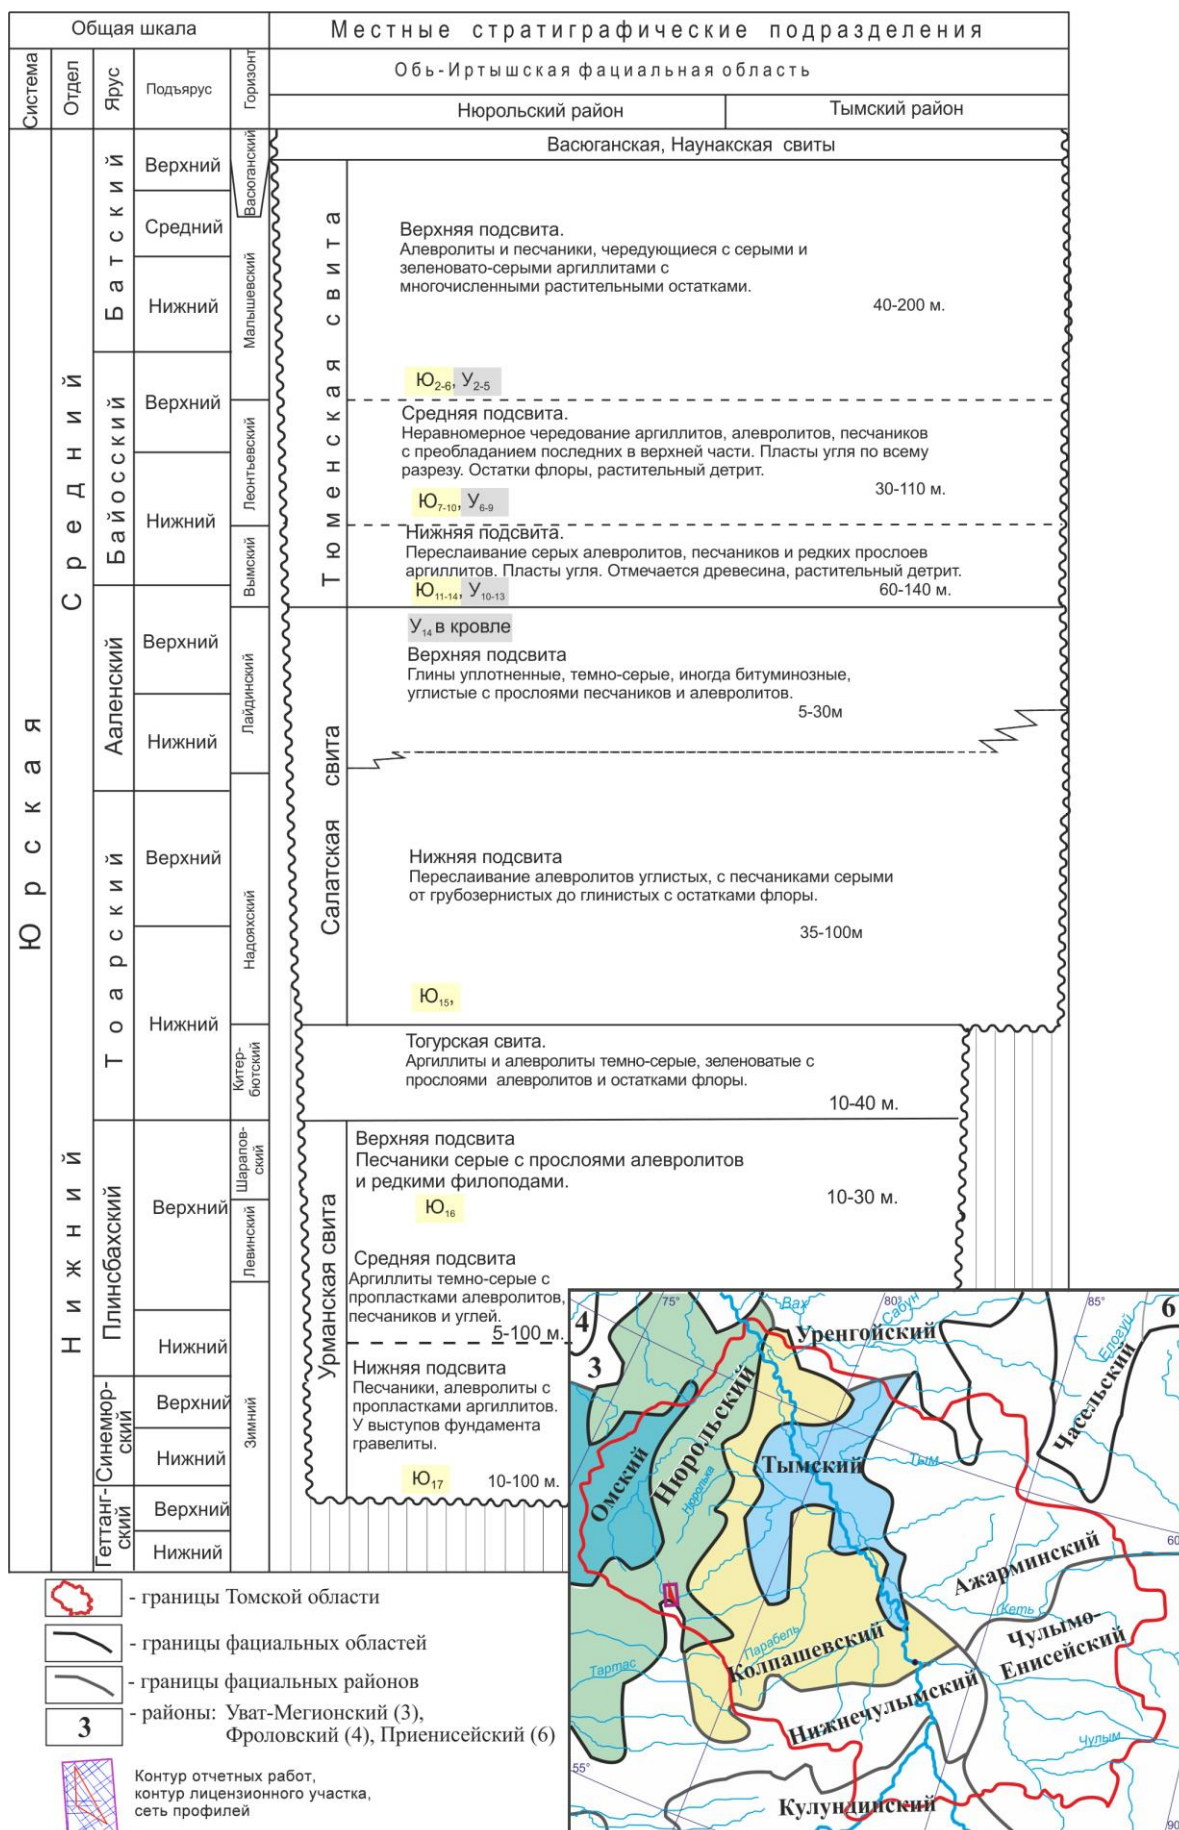 Общая шкала
Местные стратиграфические подразделения
Система
Отдел
Ярус
Подъярус
Горизонт
Обь-Иртышская фациальная область
Нюрольский район
Тымский район
Васюганская, Наунакская свиты
Юрская
Средний
Нижний
Батский
Верхний
Средний
Нижний
Байосский
Верхний
Нижний
Ааленский
Верхний
Нижний
Тоарский
Верхний
Нижний
Плинсбахский
Верхний
Нижний
Синемюр-
ский
Верхний
Нижний
Геттанг-
ский
Верхний
Нижний
Васюганский
Малышевский
Леонтьевский
Вымский
Лайдинский
Надояхский
Китер-
бютский
Шарапов-
ский
Левинский
Зимний
Тюменская свита
Верхняя подсвита.
Алевролиты и песчаники, чередующиеся с серыми и
зеленовато-серыми аргиллитами с
многочисленными растительными остатками.
40-200 м.
Ю2-6, У2-5
Средняя подсвита.
Неравномерное чередование аргиллитов, алевролитов, песчаников
с преобладанием последних в верхней части. Пласты угля по всему
разрезу. Остатки флоры, растительный детрит.
30-110 м.
Ю7-10, У6-9
Нижняя подсвита.
Переслаивание серых алевролитов, песчаников и редких прослоев
аргиллитов. Пласты угля. Отмечается древесина, растительный детрит.
Ю11-14, У10-13
60-140 м.
Салатская свита
У14 в кровле
Верхняя подсвита
Глины уплотненные, темно-серые, иногда битуминозные,
углистые с прослоями песчаников и алевролитов.
5-30м
Нижняя подсвита
Переслаивание алевролитов углистых, с песчаниками серыми
от грубозернистых до глинистых с остатками флоры.
35-100м
Ю15,
Тогурская свита.
Аргиллиты и алевролиты темно-серые, зеленоватые с
прослоями алевролитов и остатками флоры.
10-40 м.
Урманская свита
Верхняя подсвита
Песчаники серые с прослоями алевролитов
и редкими филоподами.
10-30 м.
Ю16
Средняя подсвита
Аргиллиты темно-серые с
пропластками алевролитов,
песчаников и углей.
5-100 м.
Нижняя подсвита
Песчаники, алевролиты с
пропластками аргиллитов.
У выступов фундамента
гравелиты.
Ю17
10-100 м.
75°
Вах
80°
Сабун
85°
6
4
Уренгойский
Елогуй
3
Часельский
Нюрольский
Омский
Тымский
Тым
Нюролька
60
Ажарминский
Кеть
Чулымо-
Енисейский
Парабель
Колпашевский
Тартас
Нижнечулымский
Чулым
55°
Кулундинский
90
- границы Томской области
- границы фациальных областей
- границы фациальных районов
3
- районы: Уват-Мегионский (3),
Фроловский (4), Приенисейский (6)
Контур отчетных работ,
контур лицензионного участка,
сеть профилей